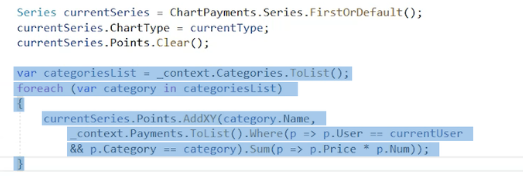 Series currentSeries = ChartPayments.Series.FirstOrDefault();
currentSeries.ChartType = currentType;
currentSeries.Points.Clear();
var categoriesList = _context.Categories.ToList();
foreach (var category in categoriesList)
{
currentSeries.Points.AddXY(category.Name,
_context.Payments.ToList().Where(p => p.User == currentUser
&& p.Category == category).Sum(p => p.Price * p.Num));
}